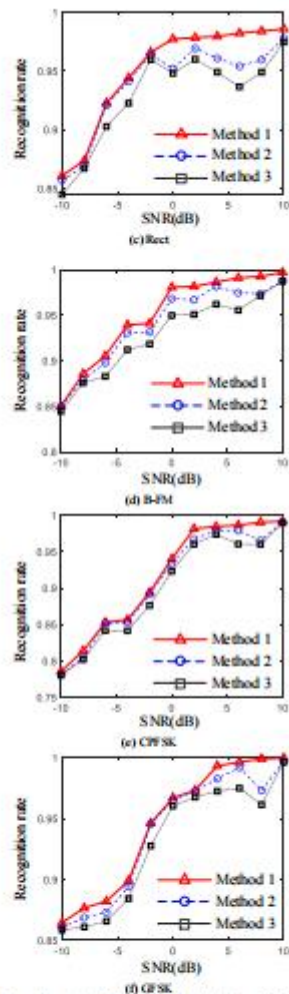 1
0.95
0.9
0.85
Recognition rate
Method 1
Method 2
Method 3
-10 -5 0 5 10
SNR(dB)
(c) Rect
1
0.95
0.9
0.85
0.8
Recognition rate
Method 1
Method 2
Method 3
-10 -5 0 5 10
SNR(dB)
(d) B-FM
1
0.95
0.9
0.85
0.8
0.75
Recognition rate
Method 1
Method 2
Method 3
-10 -5 0 5 10
SNR(dB)
(e) CPFSK
1
0.95
0.9
0.85
Recognition rate
Method 1
Method 2
Method 3
-10 -5 0 5 10
SNR(dB)
(f) GFSK